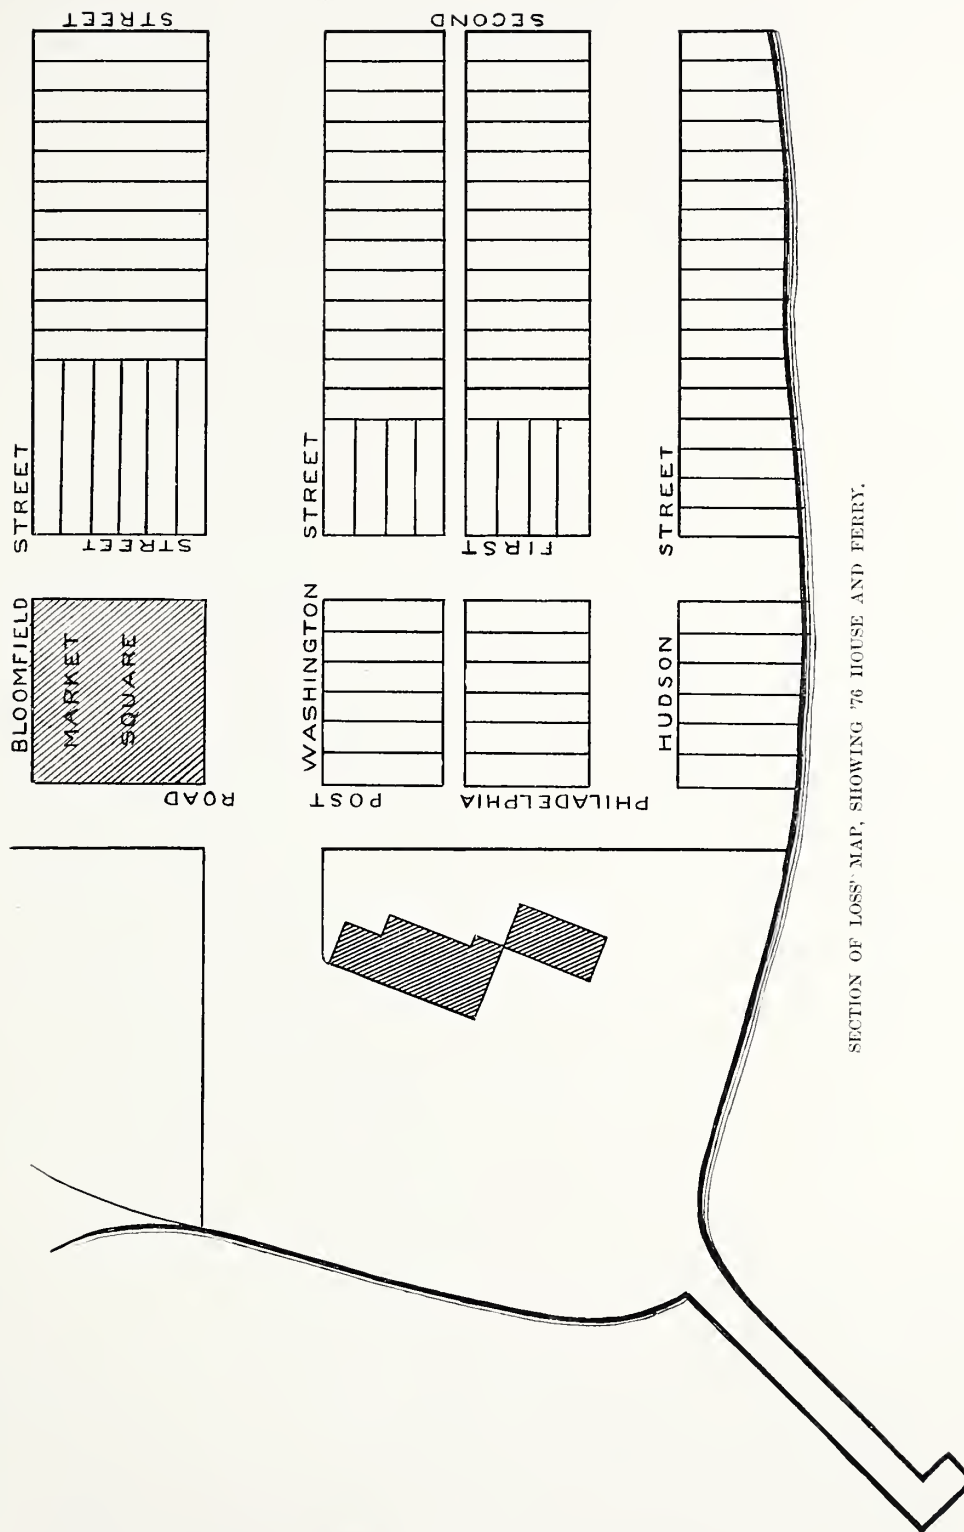 SECOND STREET
BLOOMFIELD STREET
WASHINGTON STREET
HUDSON STREET
FIRST STREET
MARKET
SQUARE
PHILADELPHIA POST ROAD
SECTION OF LOSS' MAP, SHOWING '76 HOUSE AND FERRY.